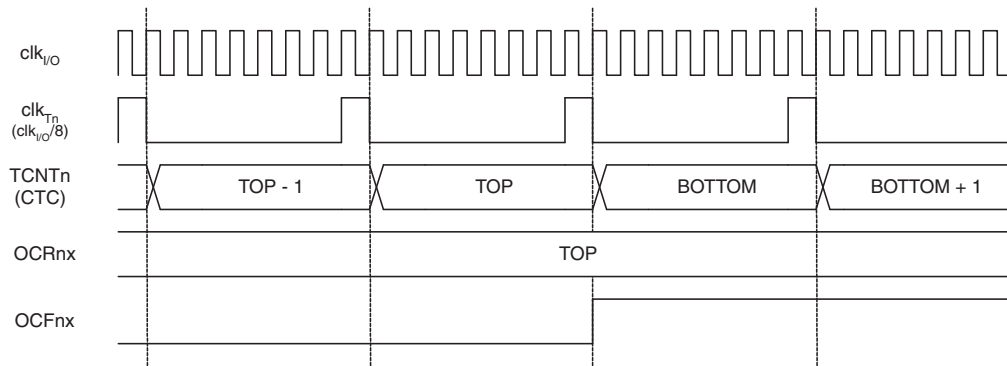 clkI/O
clkTn
(clkI/O/8)
TCNTn
(CTC)
TOP - 1
TOP
BOTTOM
BOTTOM + 1
OCRnx
TOP
OCFnx